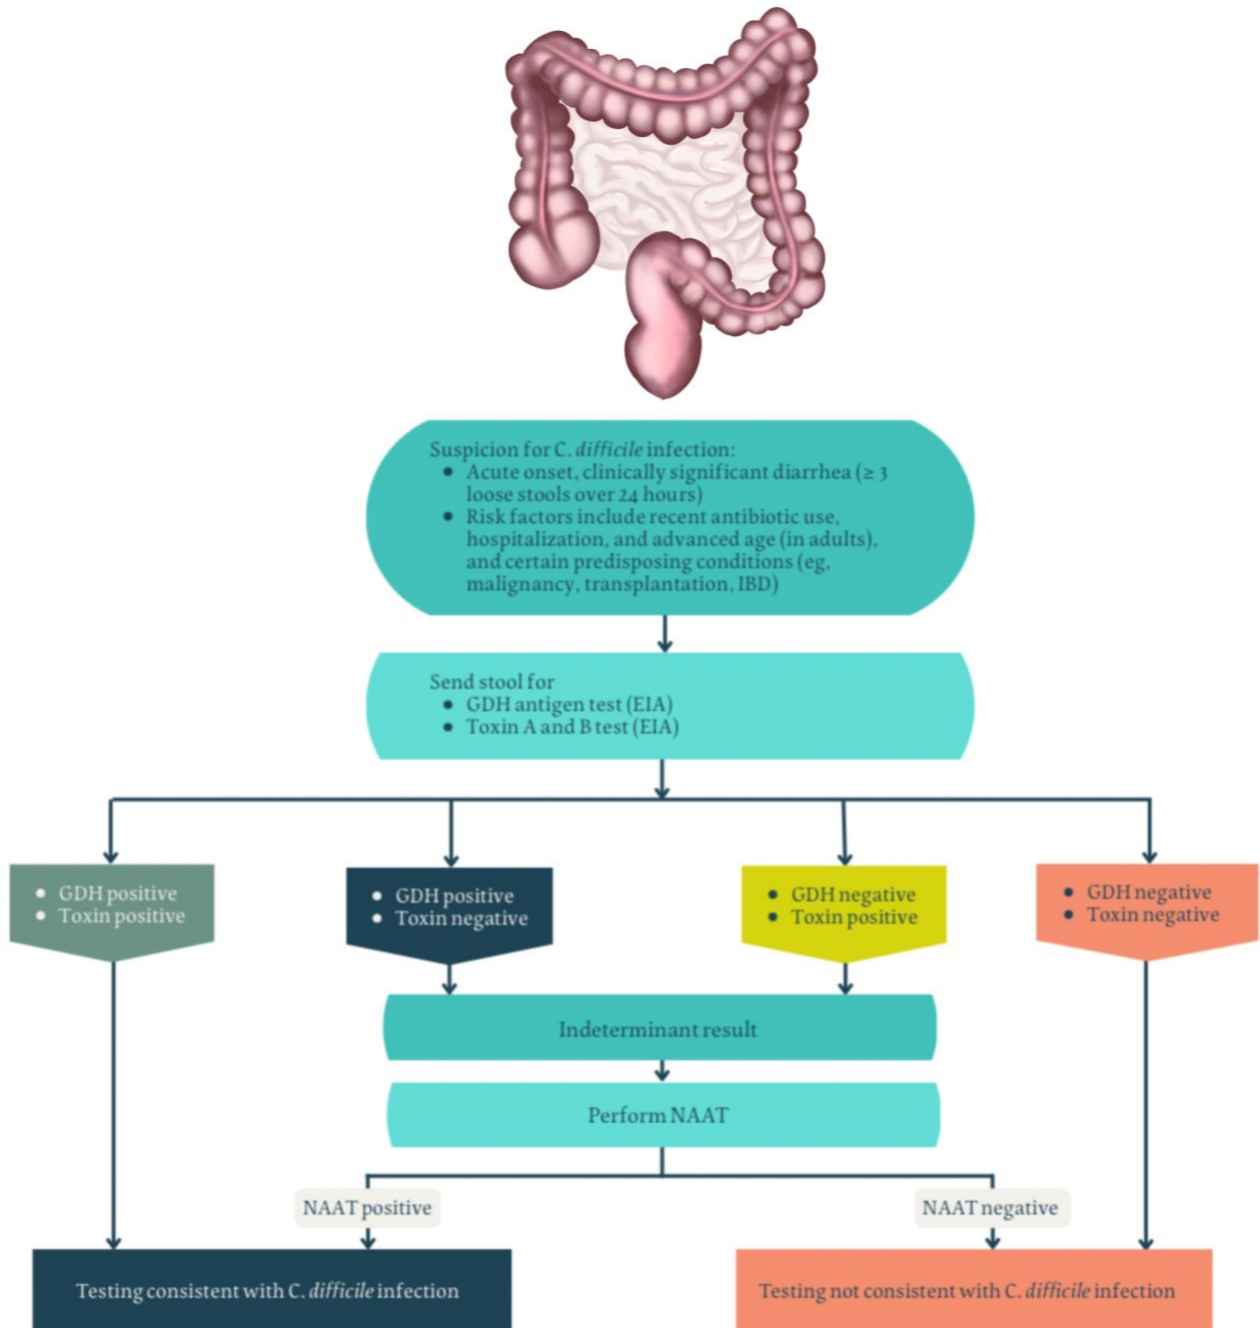 Suspicion for C. difficile infection:
● Acute onset, clinically significant diarrhea (≥ 3
loose stools over 24 hours)
● Risk factors include recent antibiotic use,
hospitalization, and advanced age (in adults),
and certain predisposing conditions (eg,
malignancy, transplantation, IBD)
Send stool for
● GDH antigen test (EIA)
● Toxin A and B test (EIA)
● GDH positive
● Toxin positive
● GDH positive
● Toxin negative
● GDH negative
● Toxin positive
● GDH negative
● Toxin negative
Indeterminant result
Perform NAAT
NAAT positive
NAAT negative
Testing consistent with C. difficile infection
Testing not consistent with C. difficile infection